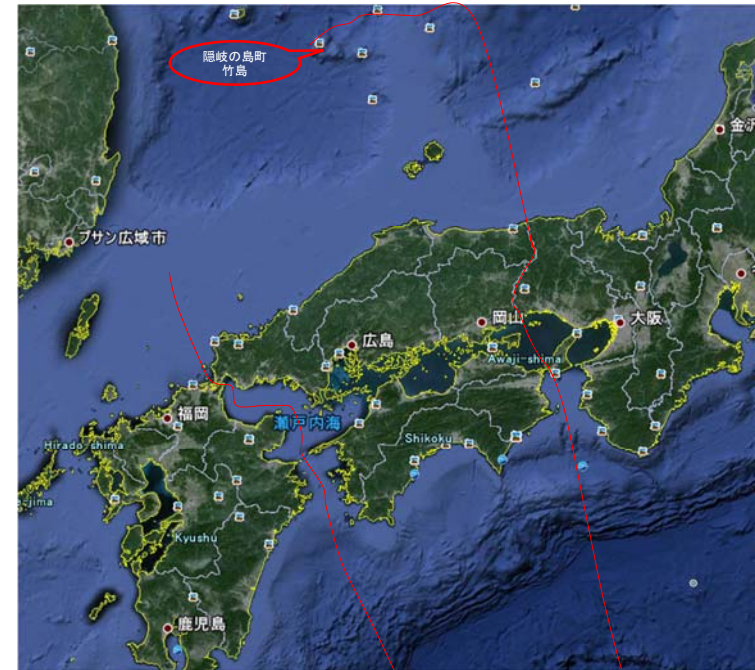 隠岐の島町
竹島
金沢
プサン広域市
岡山
大阪
広島
Awaji-shima
福岡
瀬戸内海
Hirado-shima
Shikoku
Kyushu
鹿児島